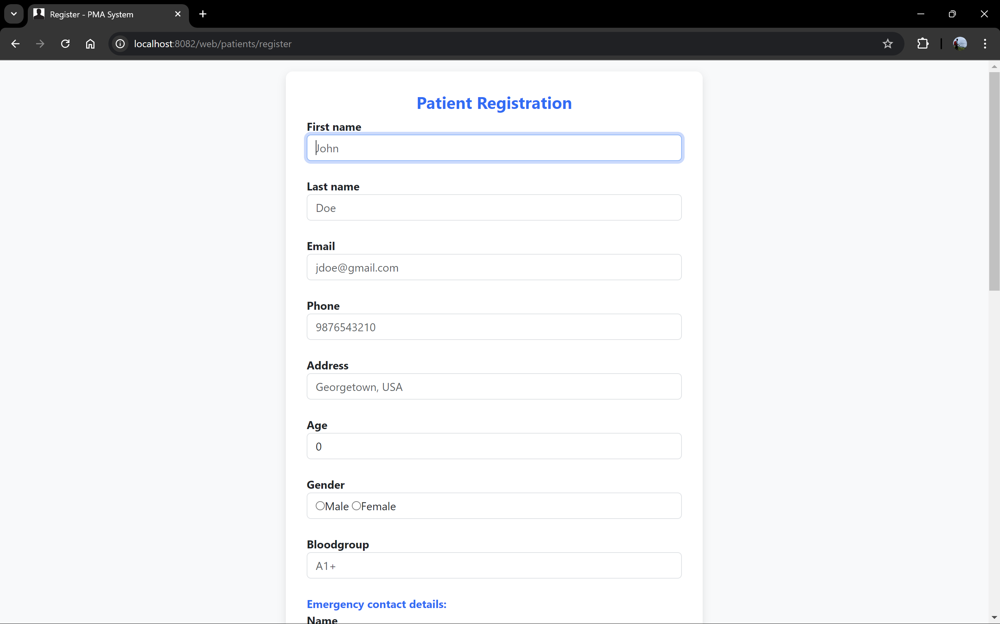 Register - PMA System
localhost:8082/web/patients/register
Patient Registration
First name
John
Last name
Doe
Email
jdoe@gmail.com
Phone
9876543210
Address
Georgetown, USA
Age
0
Gender
Male Female
Bloodgroup
A1+
Emergency contact details:
Name